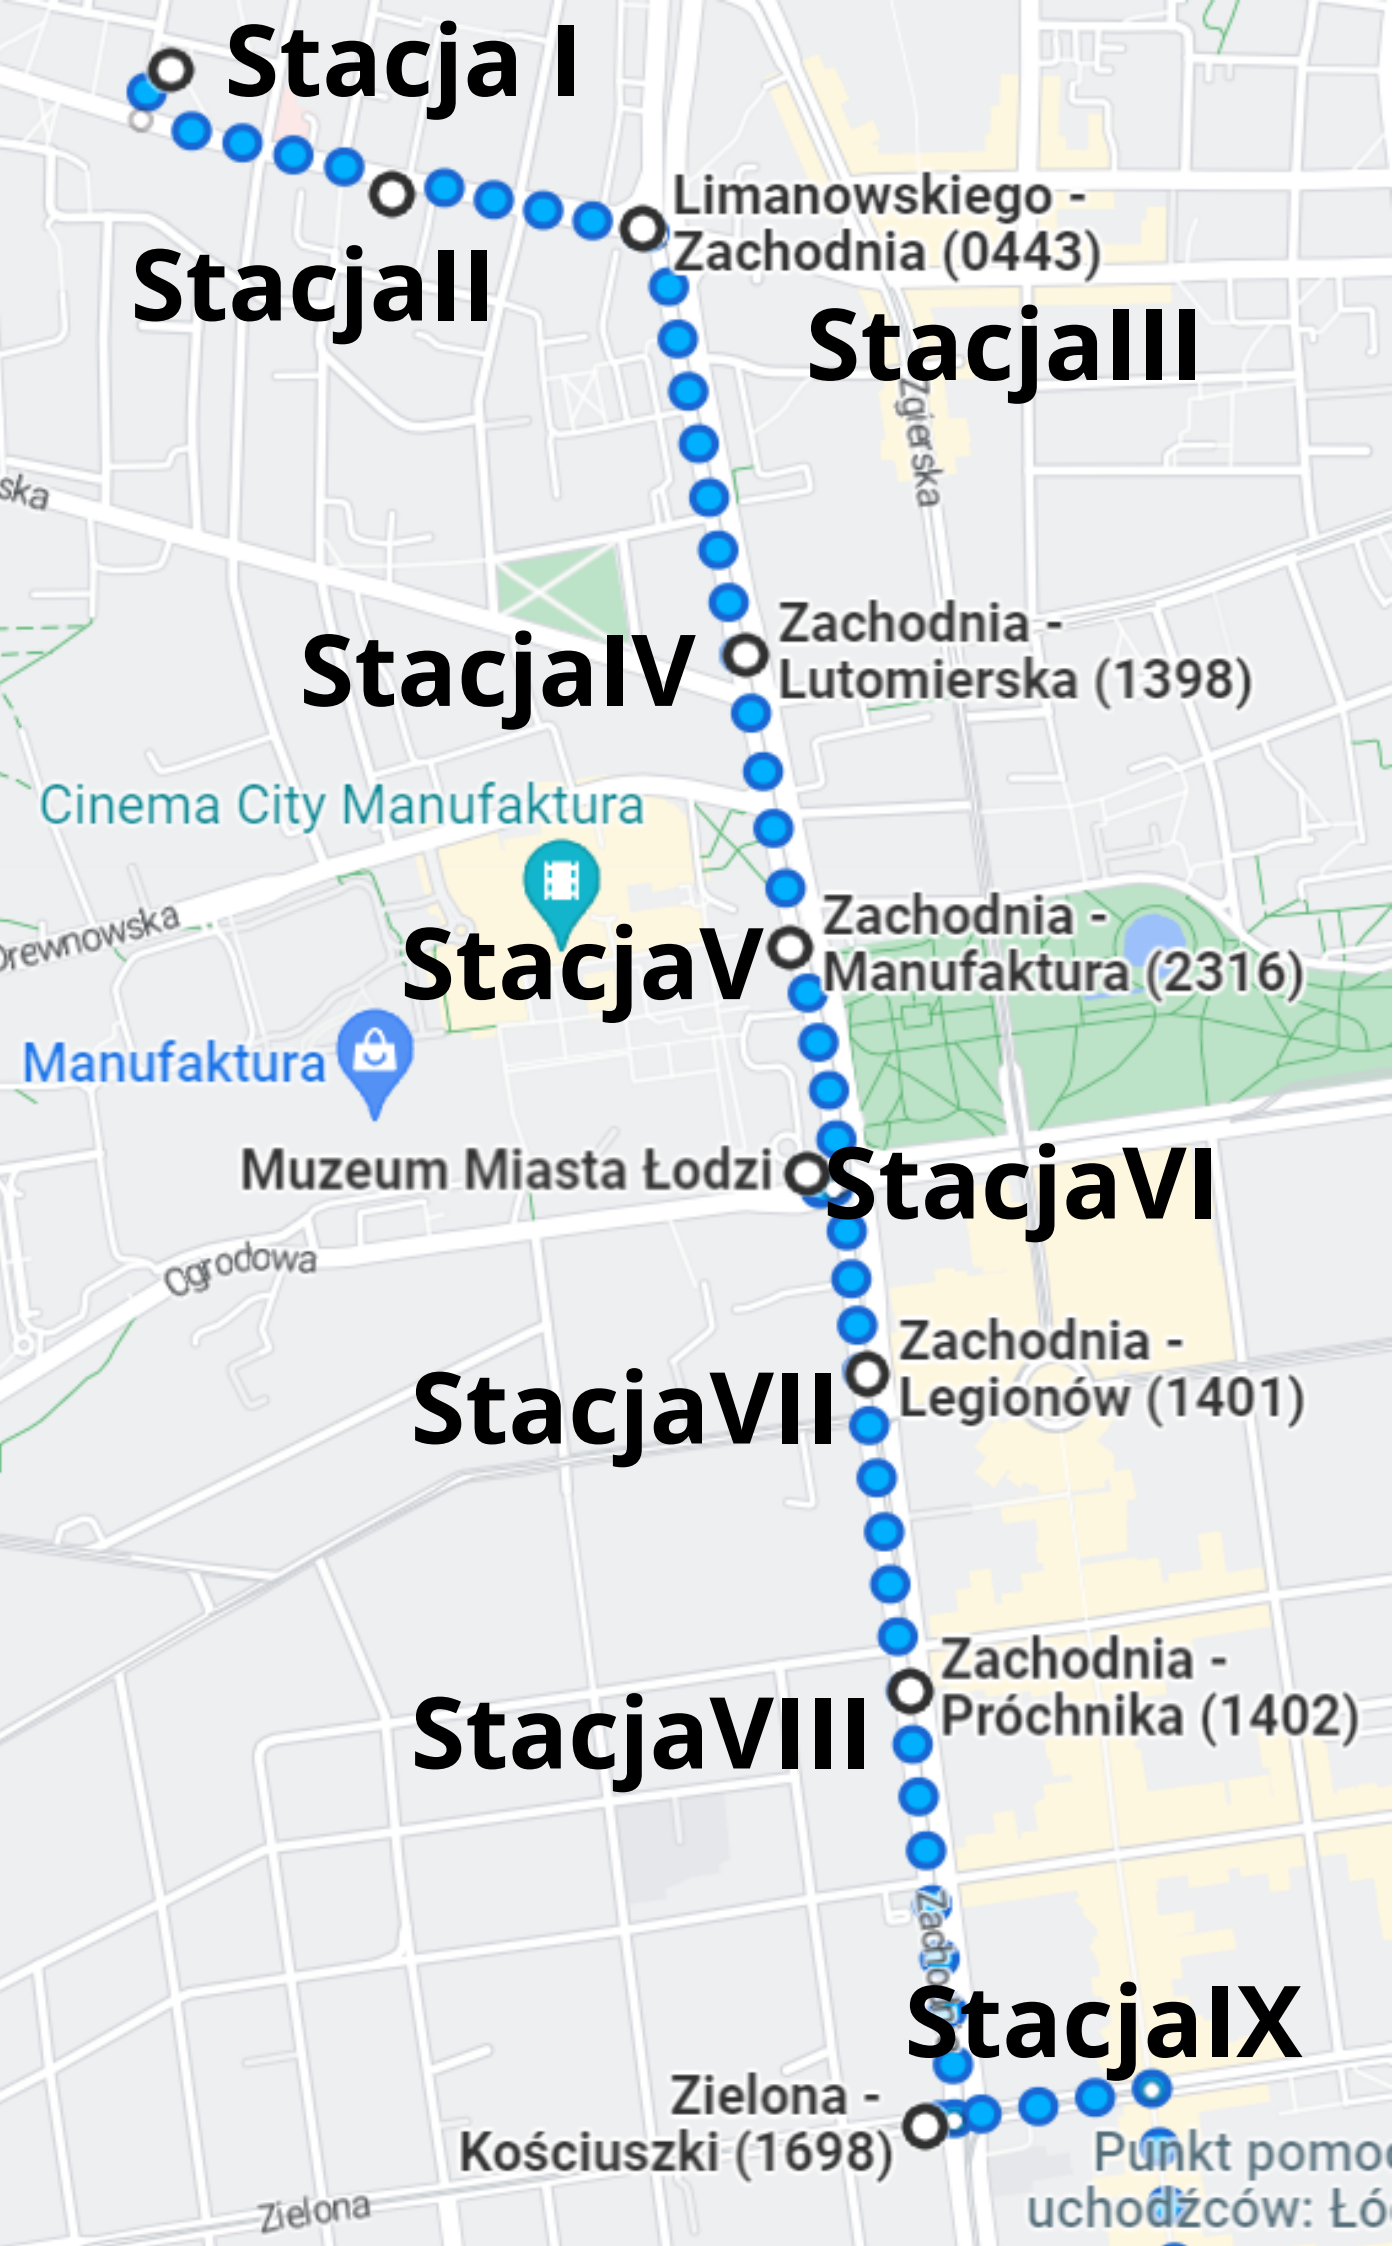 Stacja I
Limanowskiego -
Zachodnia (0443)
StacjaII
StacjaIII
Zgierska
ska
Zachodnia -
Lutomierska (1398)
StacjaIV
Cinema City Manufaktura
Drewnowska
Zachodnia -
Manufaktura (2316)
StacjaV
Manufaktura
Muzeum Miasta Łodzi
StacjaVI
Ogrodowa
Zachodnia -
Legionów (1401)
StacjaVII
Zachodnia -
Próchnika (1402)
StacjaVIII
Zachodnia
StacjaIX
Zielona -
Kościuszki (1698)
Punkt pomoc
uchodźców: Łó
Zielona